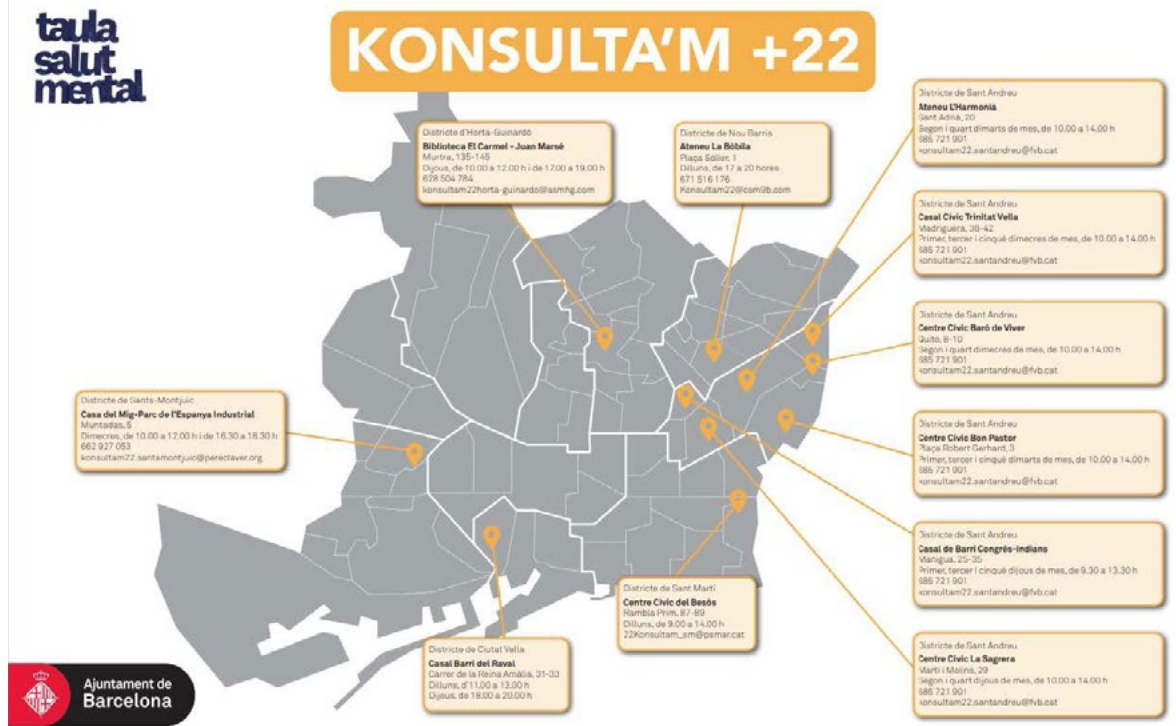 taula
salut
mental
KONSULTA'M +22
Districte d'Horta-Guinardó
Biblioteca El Carmel - Juan Marsé
Murtra, 135-145
Dijous, de 10.00 a 12.00 h i de 17.00 a 19.00 h
628 504 784
konsultam22horta-guinardo@asmhg.com
Districte de Nou Barris
Ateneu La Bòbila
Plaça Sóller, 1
Dilluns, de 17 a 20 hores
671 516 176
Konsultam22@com9b.com
Districte de Sant Andreu
Ateneu L'Harmonia
Sant Adrià, 20
Segon i quart dimarts de mes, de 10.00 a 14.00 h
685 721 901
konsultam22.santandreu@fvb.cat
Districte de Sant Andreu
Casal Cívic Trinitat Vella
Madriguera, 38-42
Primer, tercer i cinquè dimecres de mes, de 10.00 a 14.00 h
685 721 901
konsultam22.santandreu@fvb.cat
Districte de Sant Andreu
Centre Cívic Baró de Viver
Quito, 8-10
Segon i quart dimecres de mes, de 10.00 a 14.00 h
685 721 901
konsultam22.santandreu@fvb.cat
Districte de Sants-Montjuic
Casa del Mig-Parc de l'Espanya Industrial
Muntadas, 5
Dimecres, de 10.00 a 12.00 h i de 16.30 a 18.30 h
662 927 053
konsultam22.santsmontjuic@pereclaver.org
Districte de Sant Andreu
Centre Cívic Bon Pastor
Plaça Robert Gerhard, 3
Primer, tercer i cinquè dimarts de mes, de 10.00 a 14.00 h
685 721 901
konsultam22.santandreu@fvb.cat
Districte de Sant Andreu
Casal de Barri Congrés-Indians
Manigua, 25-35
Primer, tercer i cinquè dijous de mes, de 9.30 a 13.30 h
685 721 901
konsultam22.santandreu@fvb.cat
Districte de Sant Martí
Centre Cívic del Besòs
Rambla Prim, 87-89
Dilluns, de 9.00 a 14.00 h
22Konsultam_sm@psmar.cat
Districte de Ciutat Vella
Casal Barri del Raval
Carrer de la Reina Amàlia, 31-33
Dilluns, d'11.00 a 13.00 h
Dijous, de 18.00 a 20.00 h
Districte de Sant Andreu
Centre Cívic La Sagrera
Martí i Molins, 29
Segon i quart dijous de mes, de 10.00 a 14.00 h
685 721 901
konsultam22.santandreu@fvb.cat
Ajuntament de
Barcelona